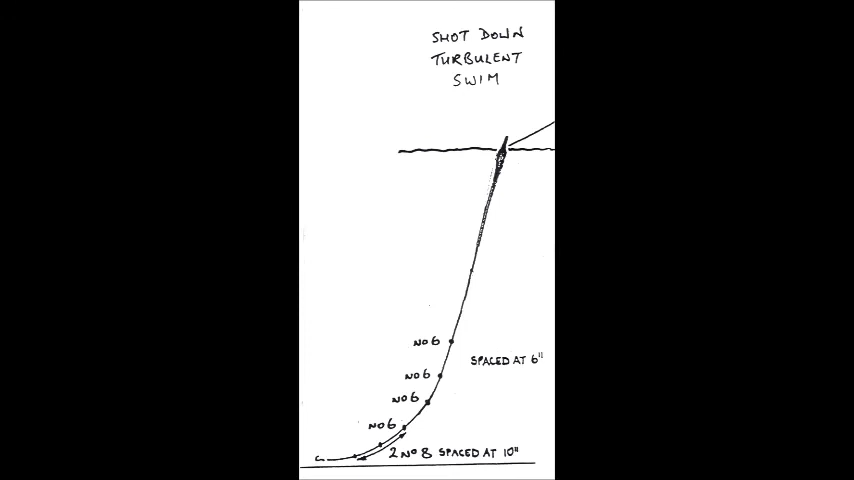 SHOT DOWN
TURBULENT
SWIM
NO 6
SPACED AT 6"
NO 6
NO 6
NO 6
2 NO 8 SPACED AT 10"